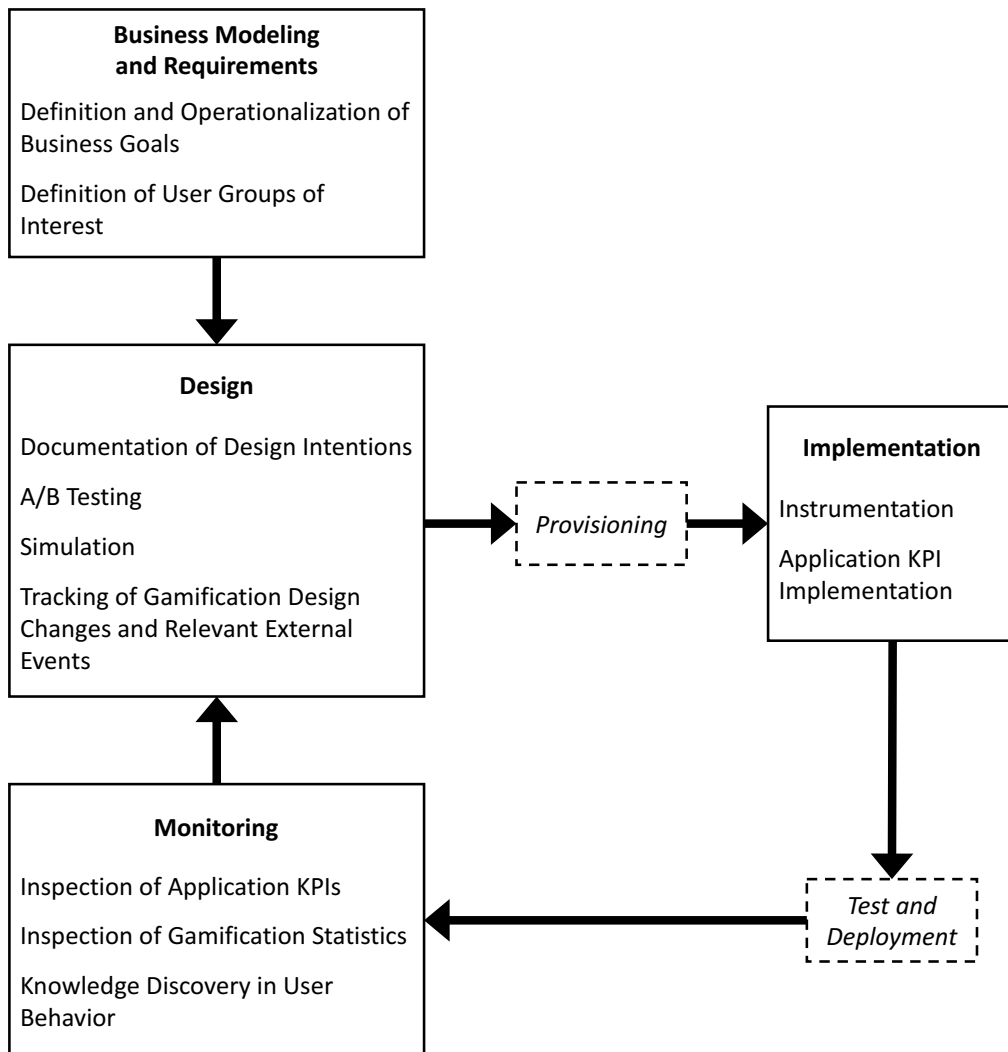 Business Modeling
and Requirements
Definition and Operationalization of
Business Goals
Definition of User Groups of
Interest
Design
Documentation of Design Intentions
A/B Testing
Simulation
Tracking of Gamification Design
Changes and Relevant External
Events
Provisioning
Implementation
Instrumentation
Application KPI
Implementation
Test and
Deployment
Monitoring
Inspection of Application KPIs
Inspection of Gamification Statistics
Knowledge Discovery in User
Behavior